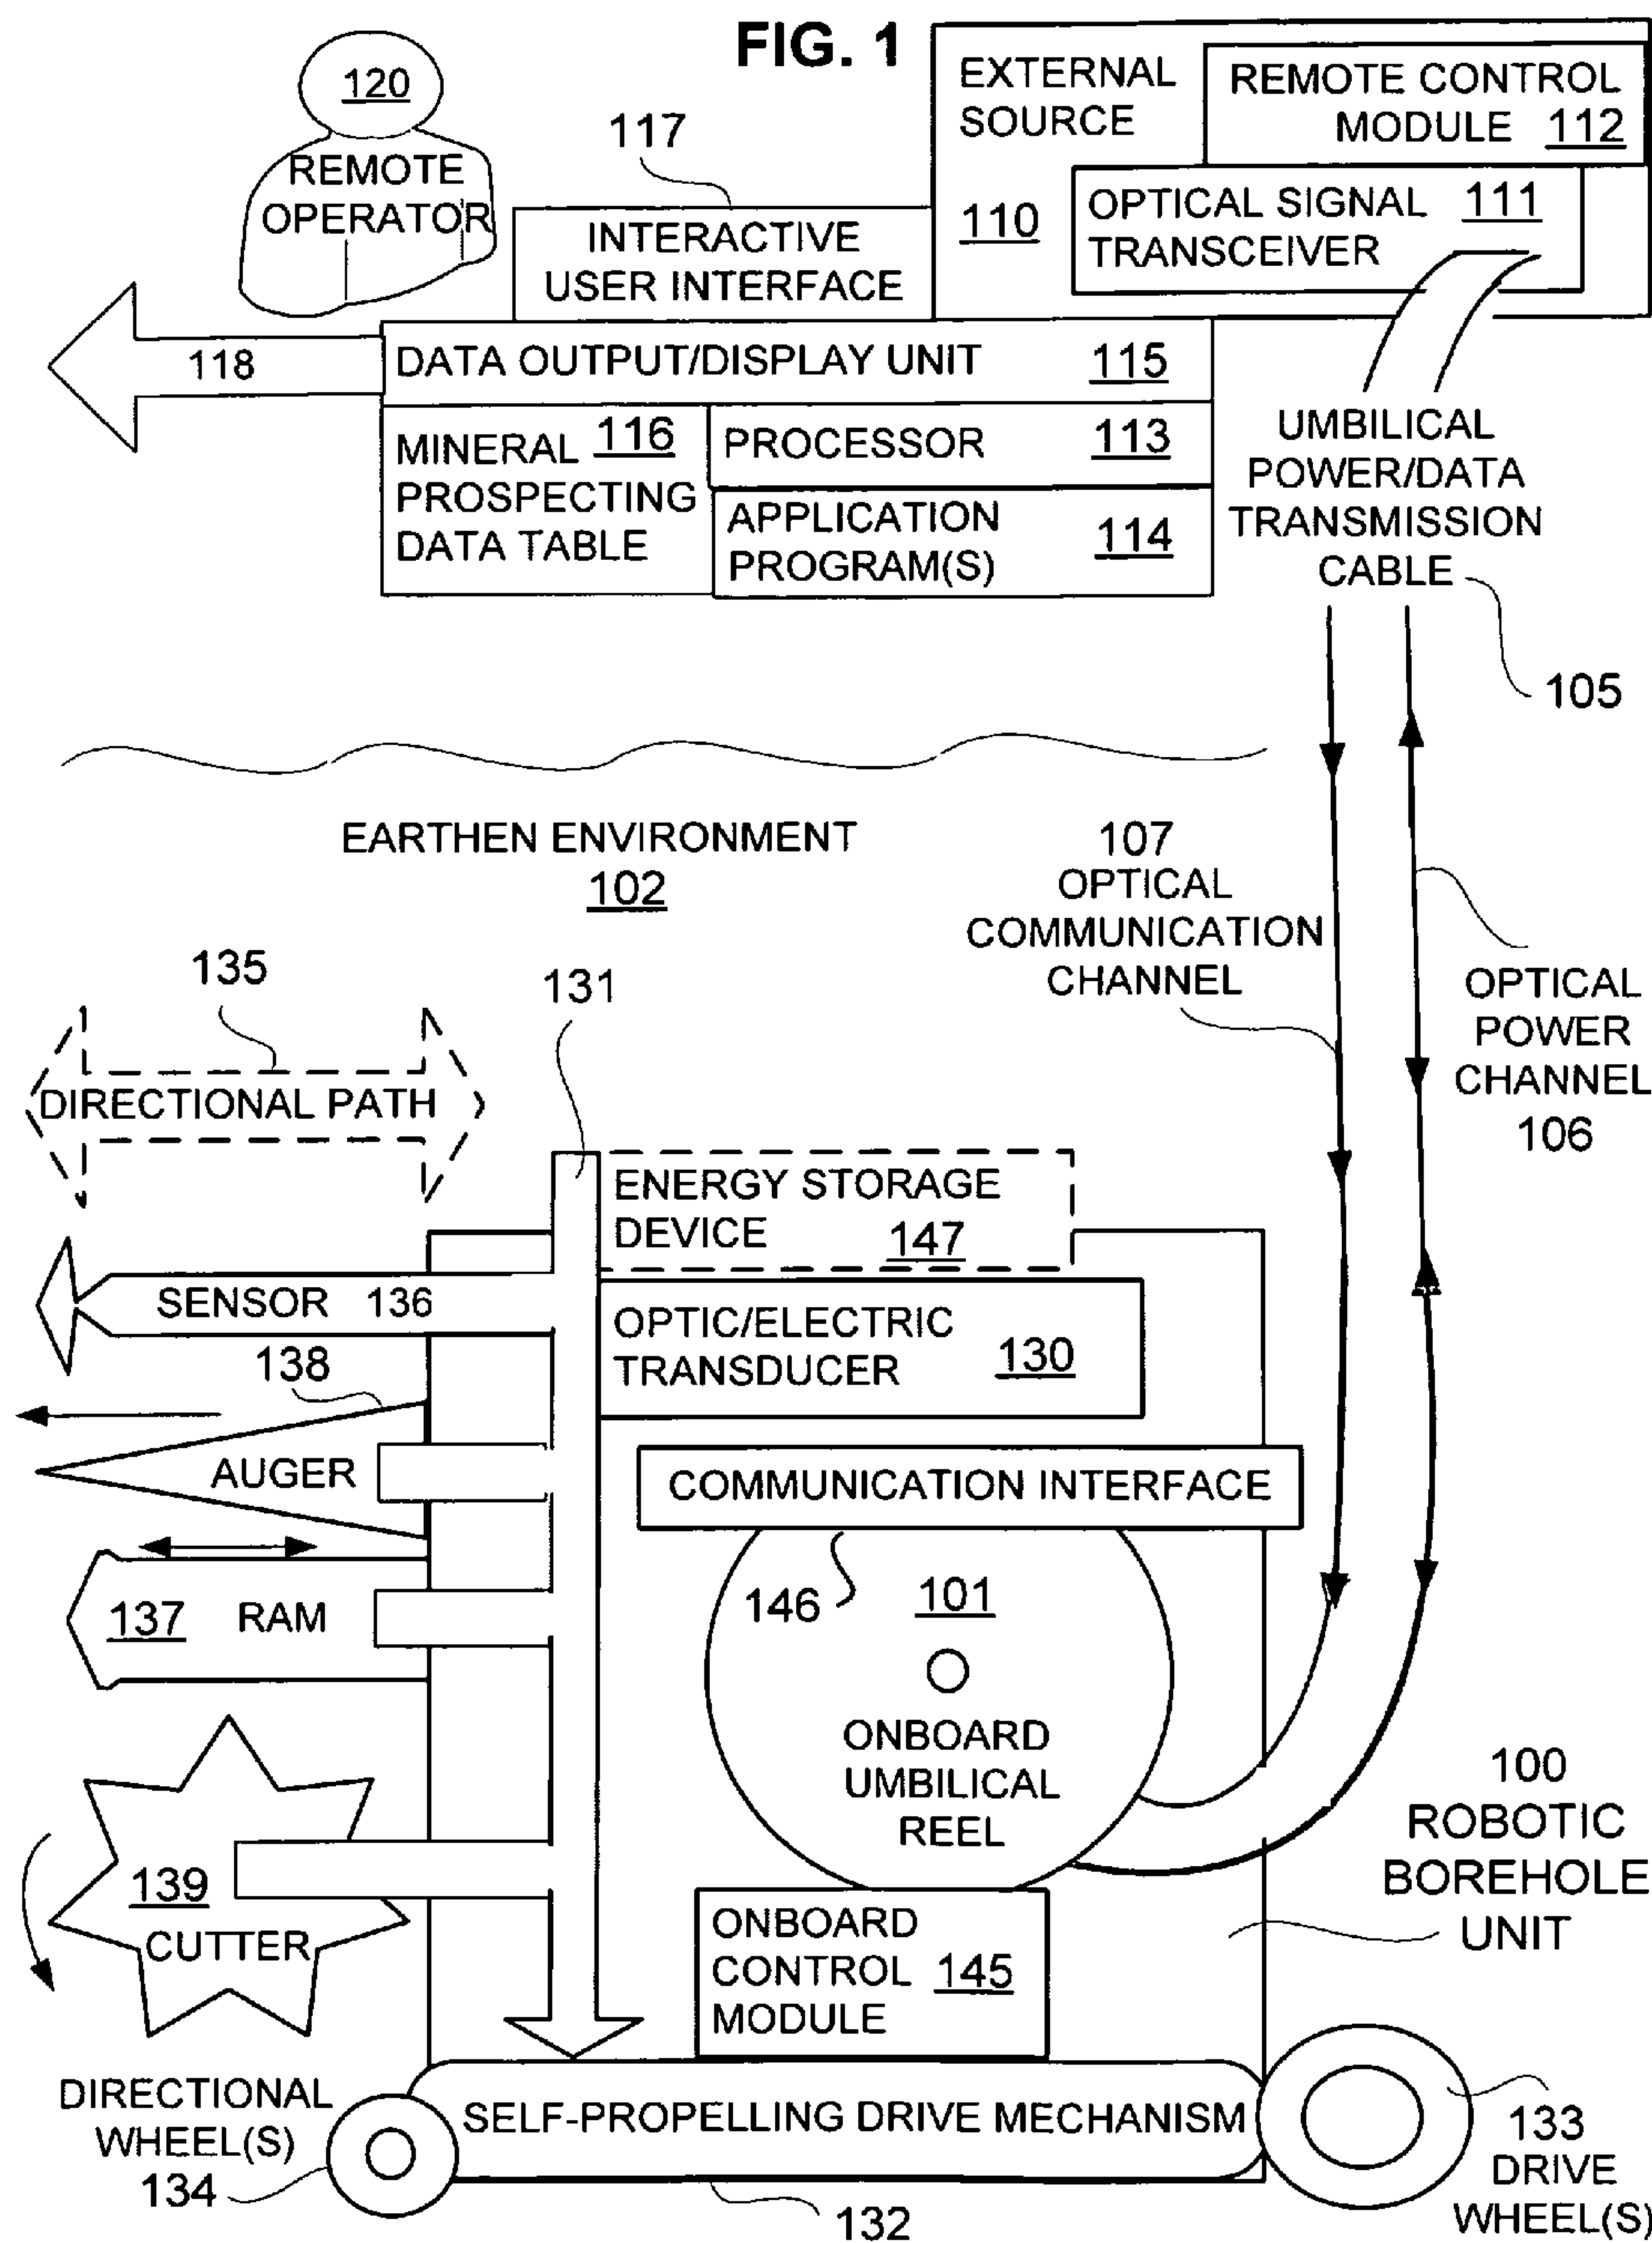 FIG. 1
120
REMOTE
OPERATOR
117
INTERACTIVE
USER INTERFACE
EXTERNAL
SOURCE
110
REMOTE CONTROL
MODULE 112
OPTICAL SIGNAL 111
TRANSCEIVER
118
DATA OUTPUT/DISPLAY UNIT 115
MINERAL 116
PROSPECTING
DATA TABLE
PROCESSOR 113
APPLICATION
PROGRAM(S) 114
UMBILICAL
POWER/DATA
TRANSMISSION
CABLE
105
EARTHEN ENVIRONMENT
102
107
OPTICAL
COMMUNICATION
CHANNEL
OPTICAL
POWER
CHANNEL
106
135
DIRECTIONAL PATH
131
ENERGY STORAGE
DEVICE 147
SENSOR 136
OPTIC/ELECTRIC
TRANSDUCER 130
138
AUGER
COMMUNICATION INTERFACE
146
101
137 RAM
ONBOARD
UMBILICAL
REEL
100
ROBOTIC
BOREHOLE
UNIT
139
CUTTER
ONBOARD
CONTROL 145
MODULE
DIRECTIONAL
WHEEL(S)
134
SELF-PROPELLING DRIVE MECHANISM
132
133
DRIVE
WHEEL(S)